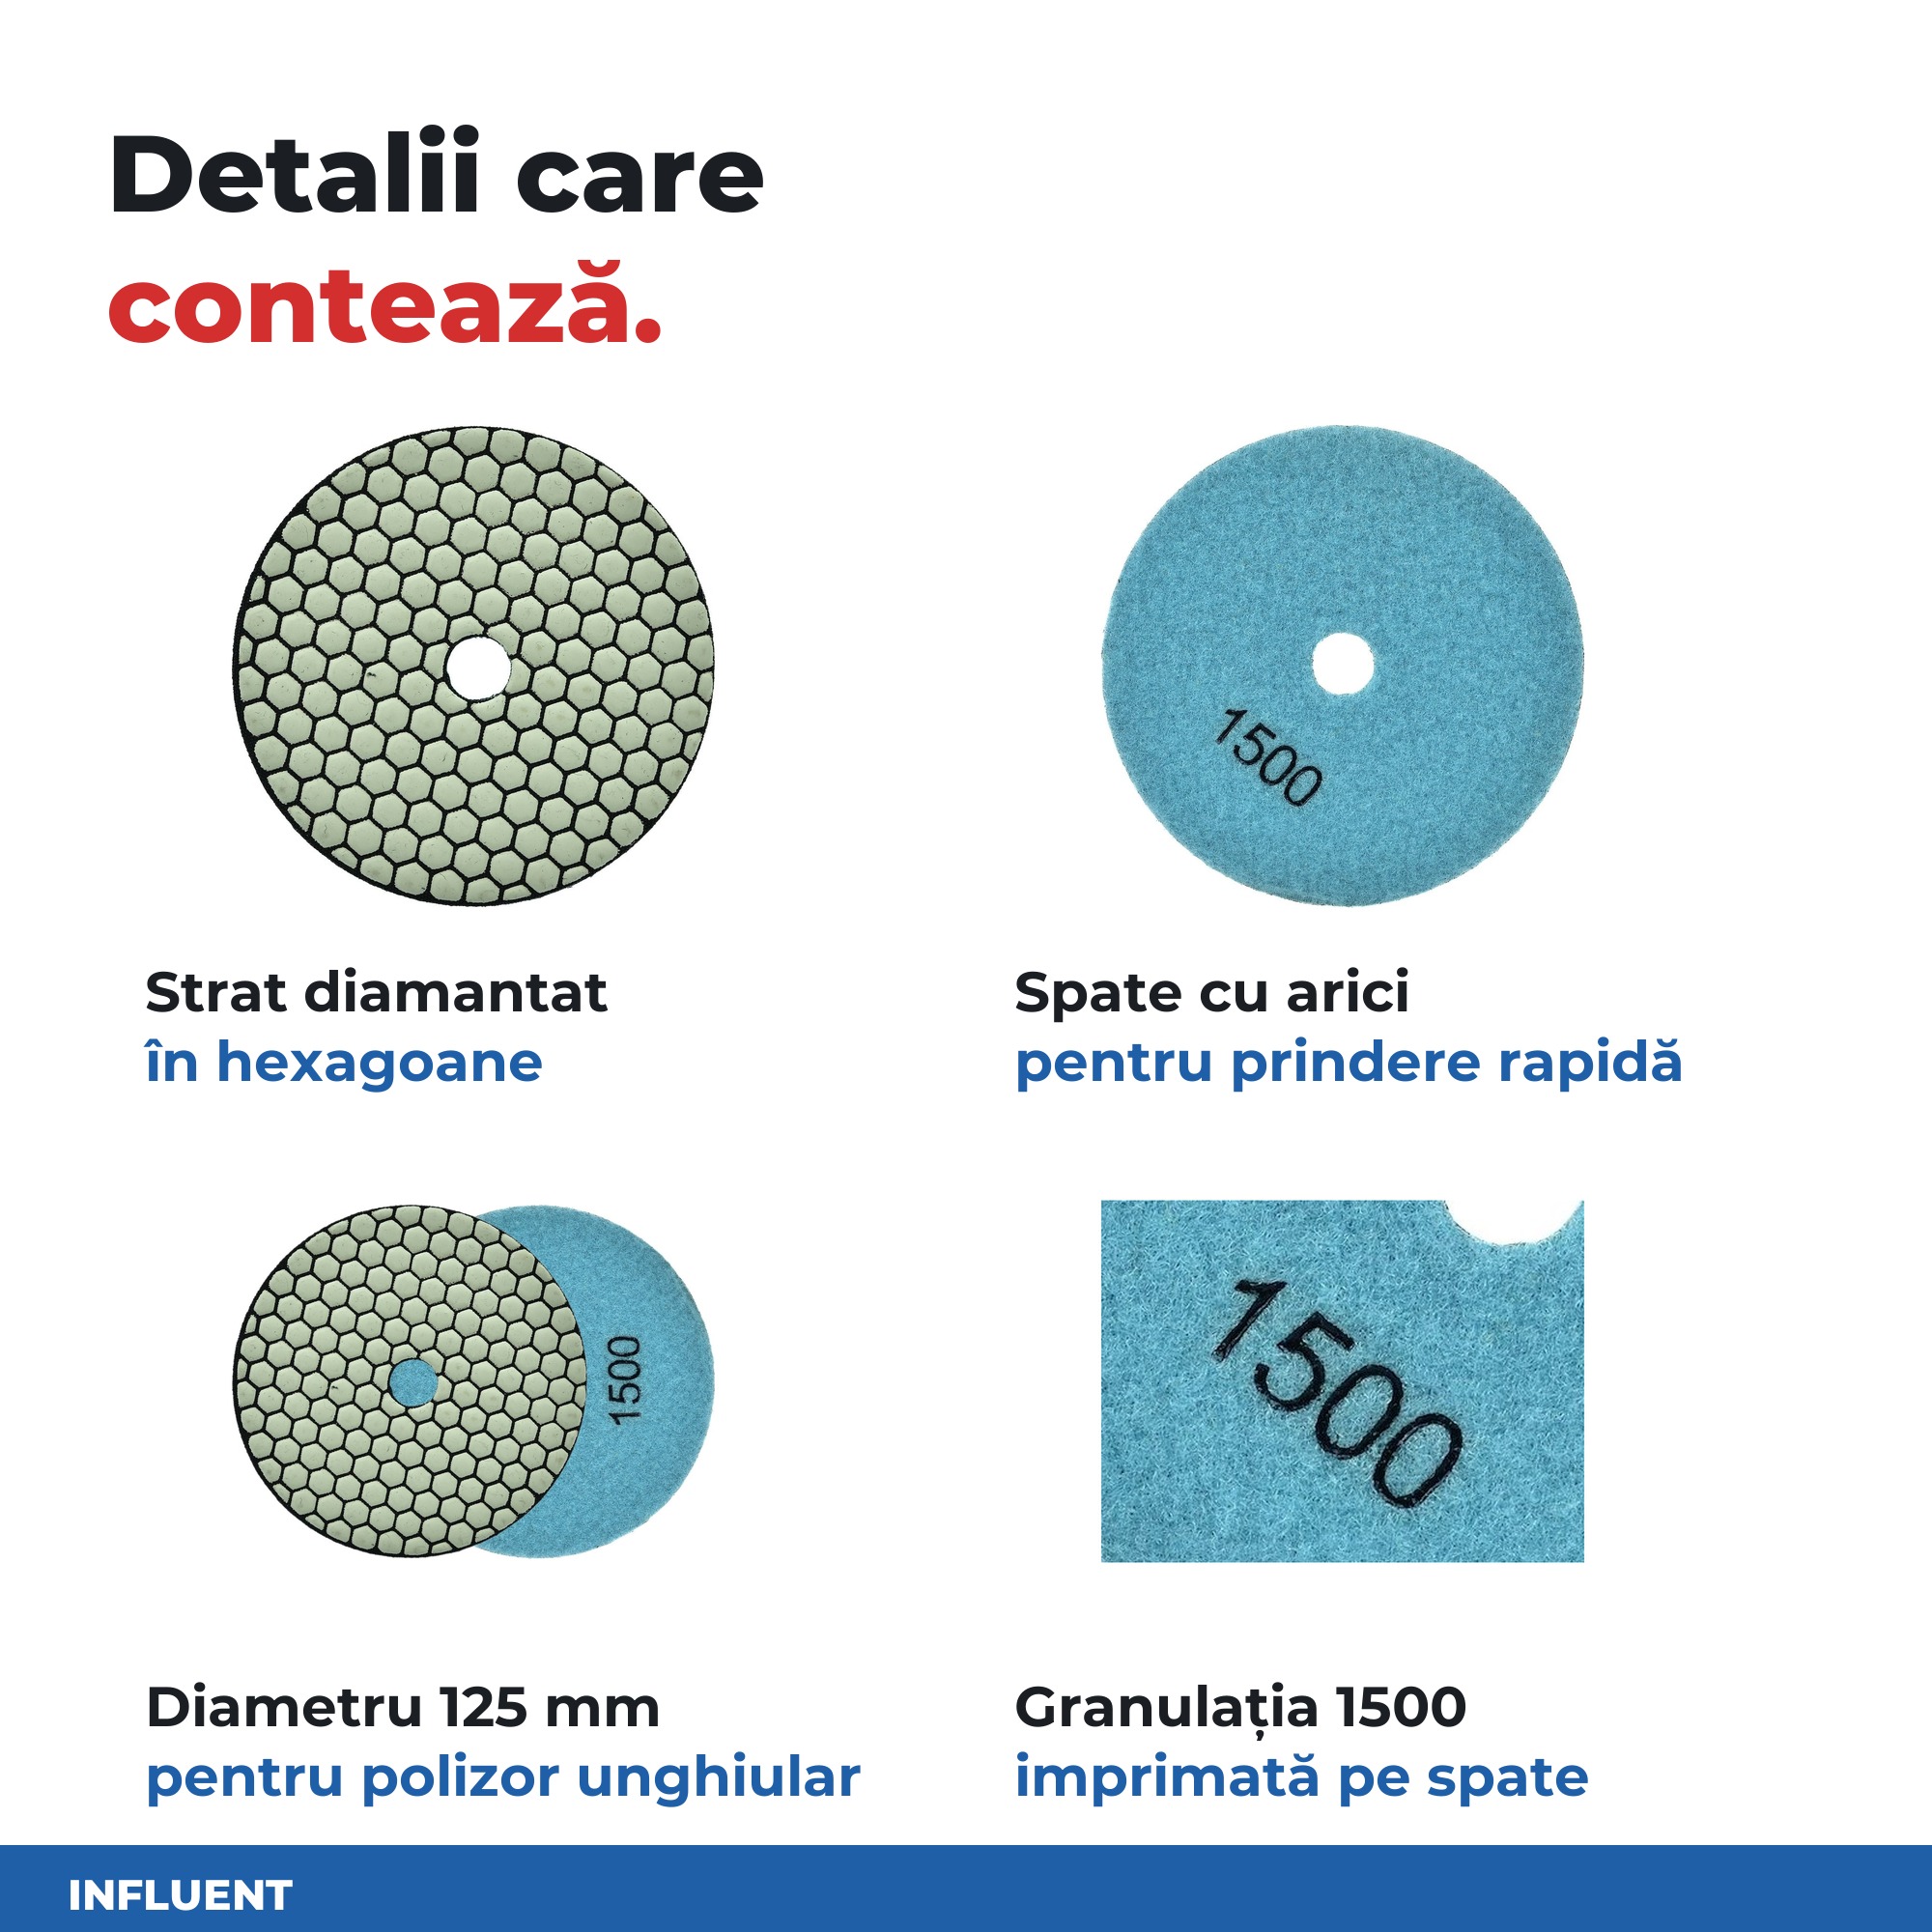 Detalii care
contează.
1500
Strat diamantat
în hexagoane
Spate cu arici
pentru prindere rapidă
1500
1500
Diametru 125 mm
pentru polizor unghiular
Granulația 1500
imprimată pe spate
INFLUENT